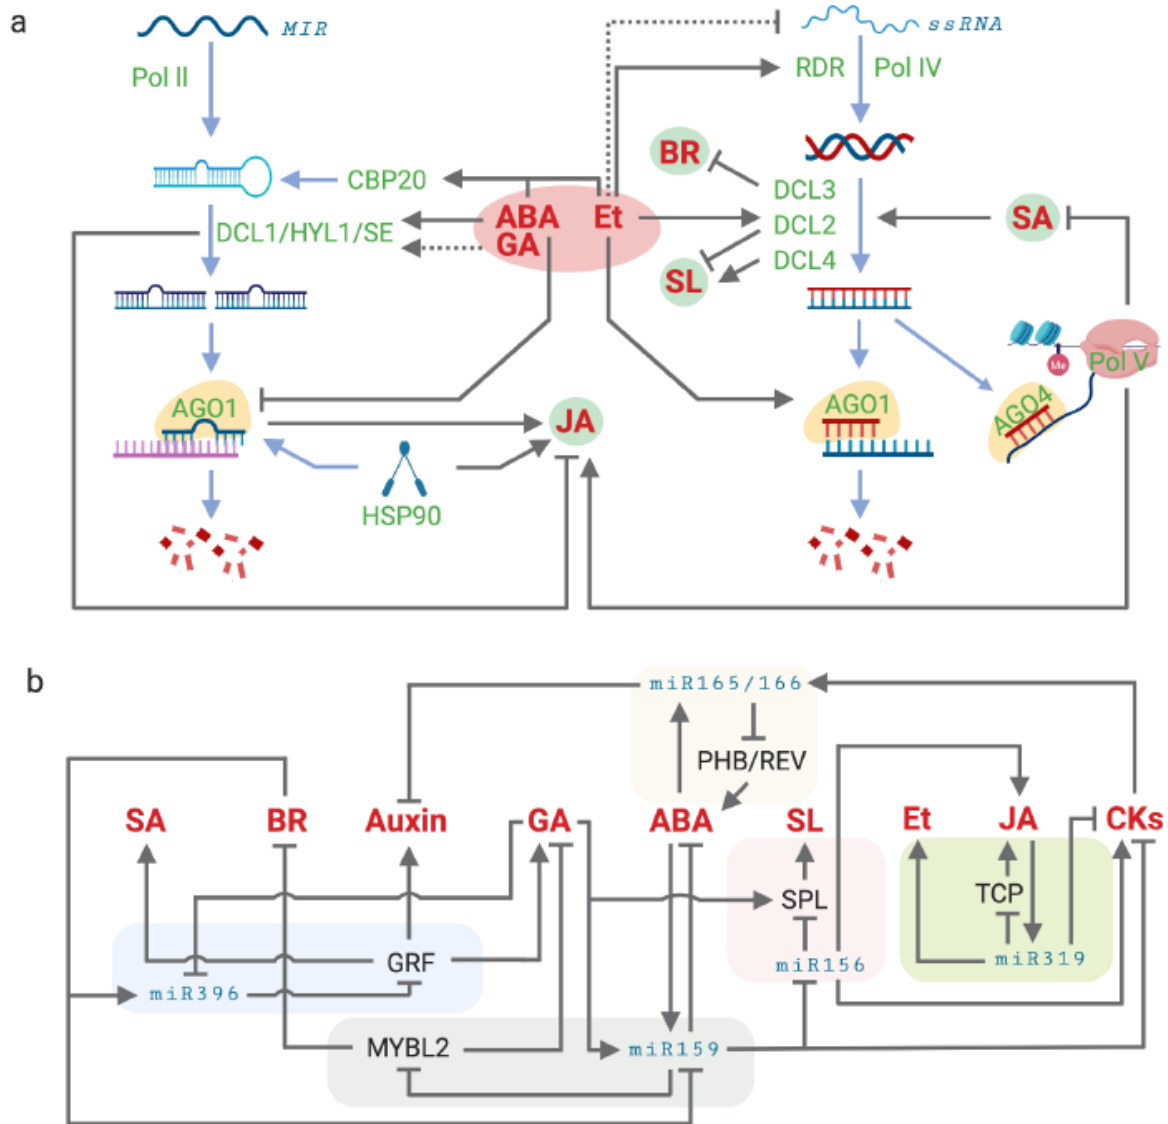 a
MIR
ssRNA
Pol II
RDR
Pol IV
BR
CBP20
DCL3
ABA
Et
DCL2
SA
DCL1/HYL1/SE
GA
DCL4
SL
Me
Pol V
AGO1
JA
AGO1
AGO4
HSP90
b
miR165/166
PHB/REV
SA
BR
Auxin
GA
ABA
SL
Et
JA
CKs
SPL
TCP
GRF
miR156
miR319
miR396
MYBL2
miR159